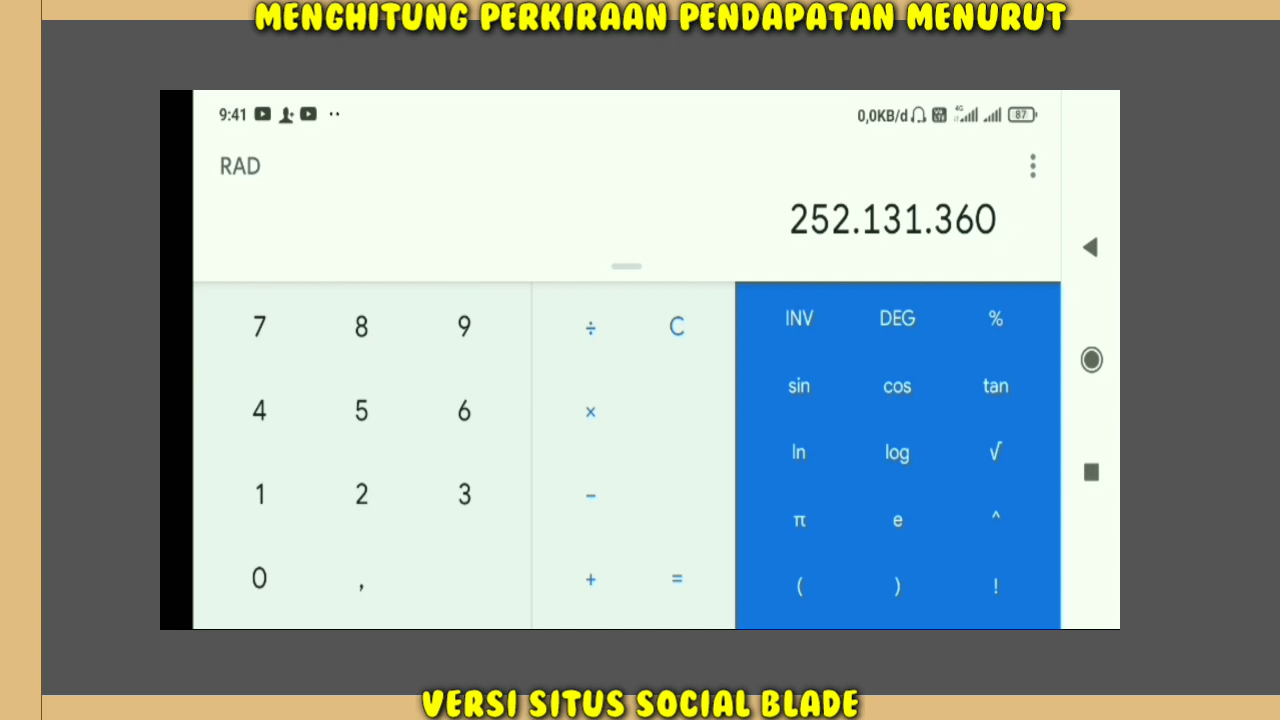 MENGHITUNG PERKIRAAN PENDAPATAN MENURUT
9:41 0,0KB/d 4G 87
RAD
252.131.360
7 8 9 ÷ C INV DEG %
4 5 6 × sin cos tan
1 2 3 − ln log √
0 , + = π e ^
( ) !
VERSI SITUS SOCIAL BLADE